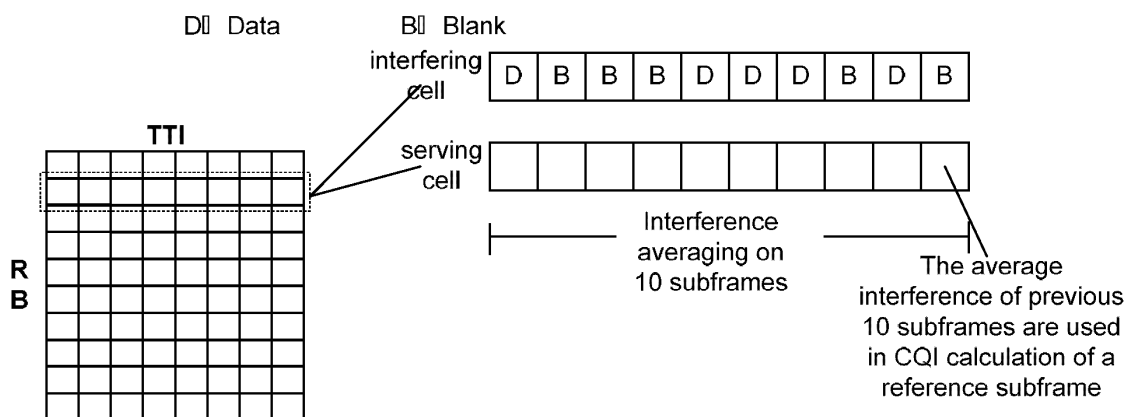 D Data B Blank
interfering
cell
D B B B D D D B D B
TTI
serving
cell
Interference
averaging on
10 subframes
R
B
The average
interference of previous
10 subframes are used
in CQI calculation of a
reference subframe